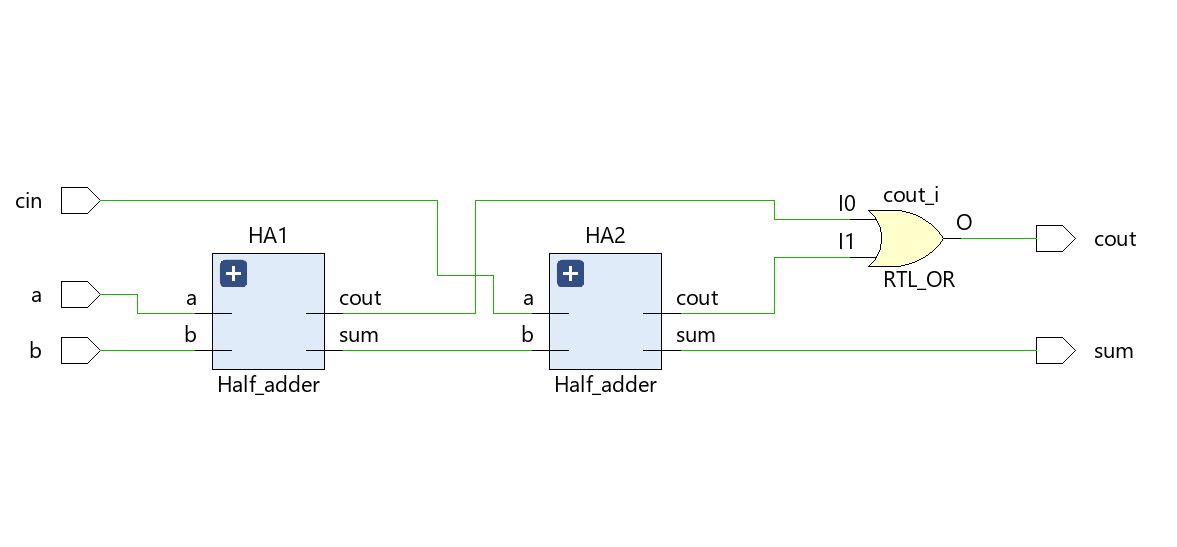 cin
a
b
HA1
a
b
cout
sum
Half_adder
HA2
a
b
cout
sum
Half_adder
I0
I1
cout_i
O
RTL_OR
cout
sum